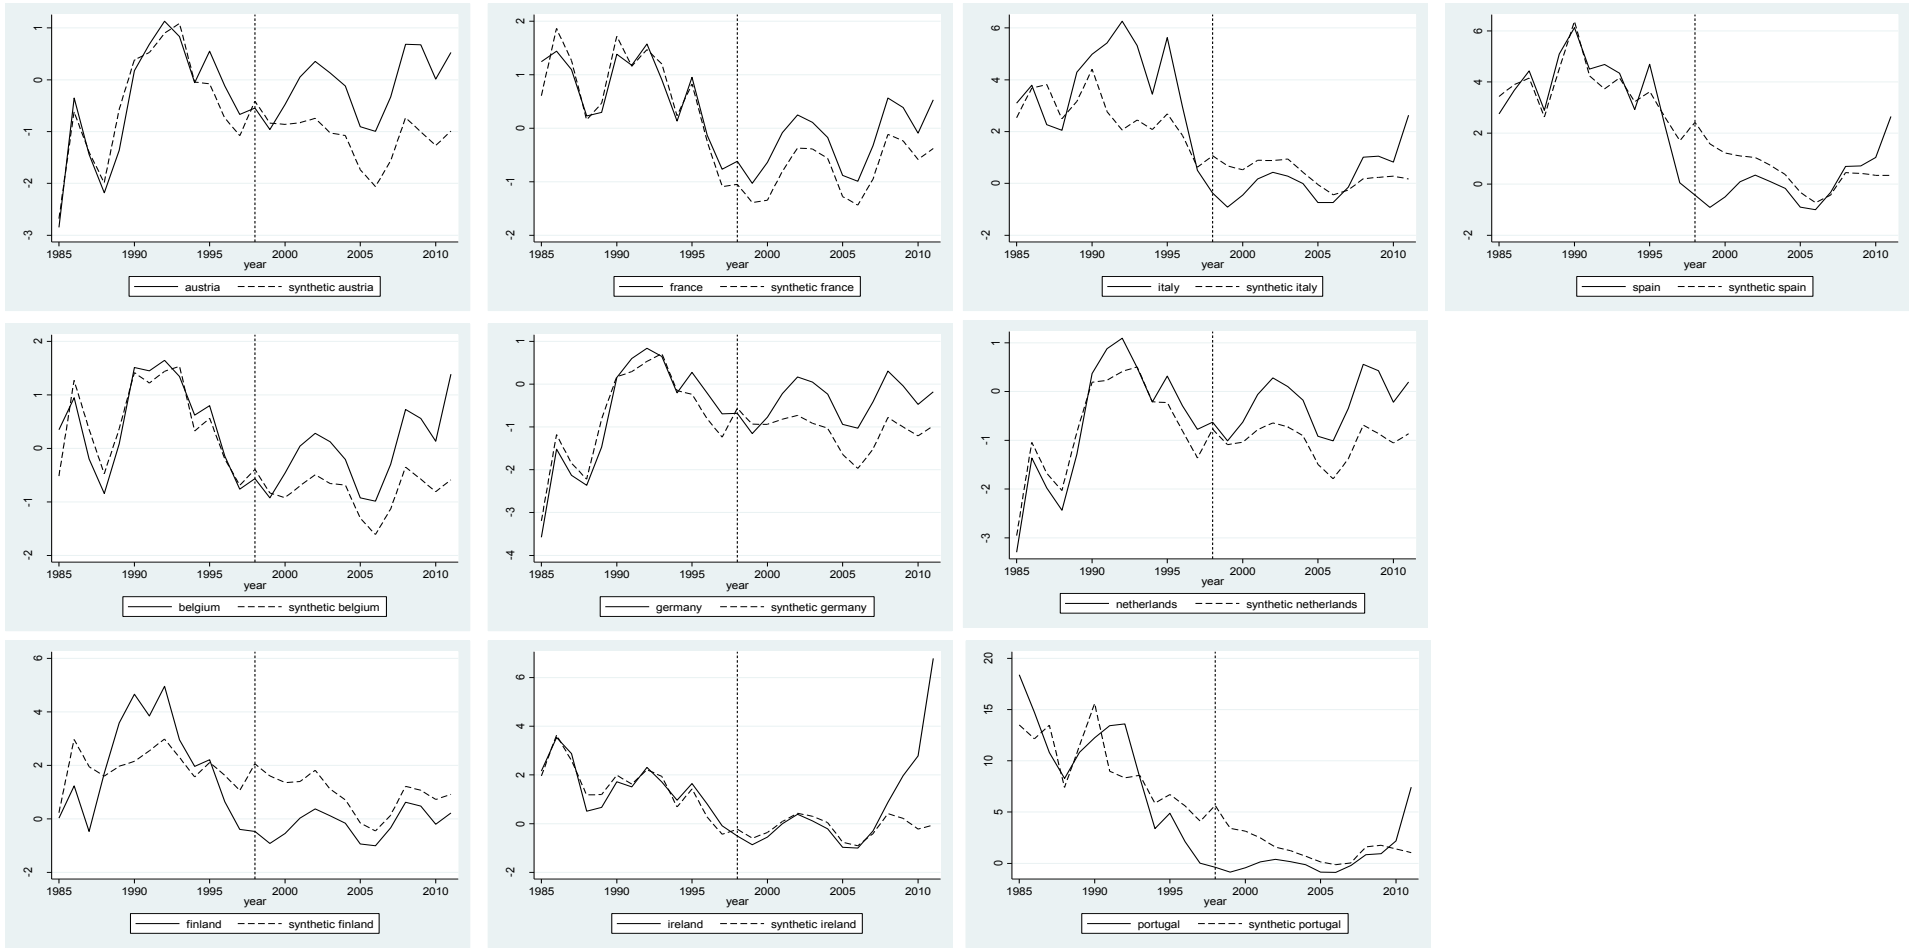 1
0
-1
-2
-3
1985 1990 1995 2000 2005 2010
year
austria synthetic austria
2
1
0
-1
-2
1985 1990 1995 2000 2005 2010
year
france synthetic france
6
4
2
0
-2
1985 1990 1995 2000 2005 2010
year
italy synthetic italy
6
4
2
0
-2
1985 1990 1995 2000 2005 2010
year
spain synthetic spain
2
1
0
-1
-2
1985 1990 1995 2000 2005 2010
year
belgium synthetic belgium
1
0
-1
-2
-3
-4
1985 1990 1995 2000 2005 2010
year
germany synthetic germany
1
0
-1
-2
-3
1985 1990 1995 2000 2005 2010
year
netherlands synthetic netherlands
6
4
2
0
-2
1985 1990 1995 2000 2005 2010
year
finland synthetic finland
6
4
2
0
-2
1985 1990 1995 2000 2005 2010
year
ireland synthetic ireland
20
15
10
5
0
1985 1990 1995 2000 2005 2010
year
portugal synthetic portugal